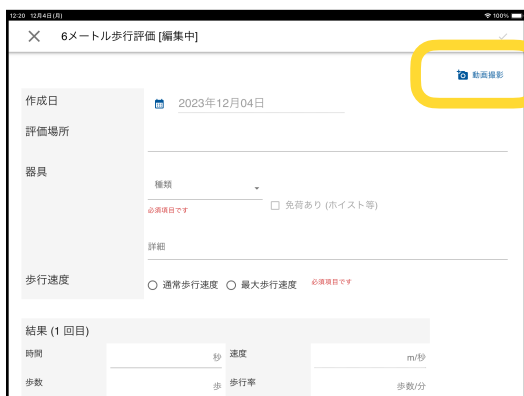 12:20 12月4日(月) 100%
6メートル歩行評価 [編集中]
動画撮影
作成日 2023年12月04日
評価場所
器具
種類
必須項目です 免荷あり (ホイスト等)
詳細
歩行速度 通常歩行速度 最大歩行速度 必須項目です
結果 (1 回目)
時間 秒 速度 m/秒
歩数 歩 歩行率 歩数/分